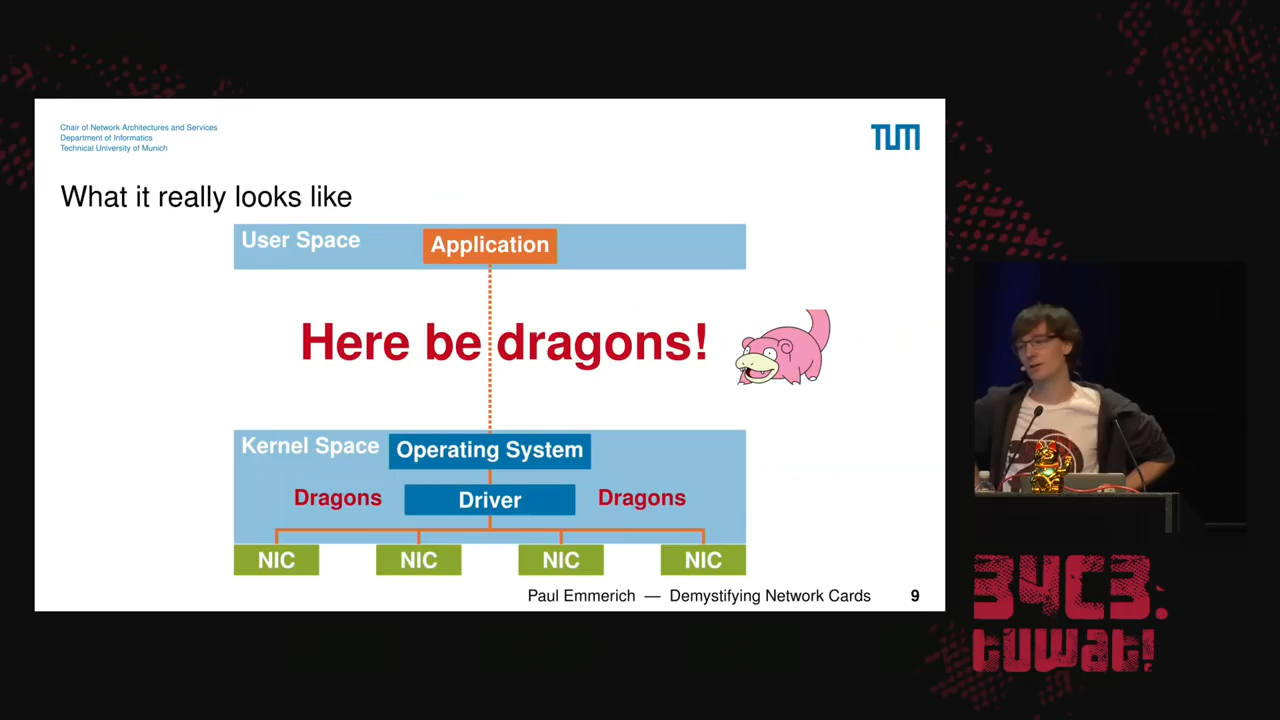 Chair of Network Architectures and Services
Department of Informatics
Technical University of Munich
TUM
What it really looks like
User Space
Application
Here be dragons!
Kernel Space
Operating System
Dragons
Driver
Dragons
NIC
NIC
NIC
NIC
Paul Emmerich — Demystifying Network Cards
9
34C3.
tuwat!